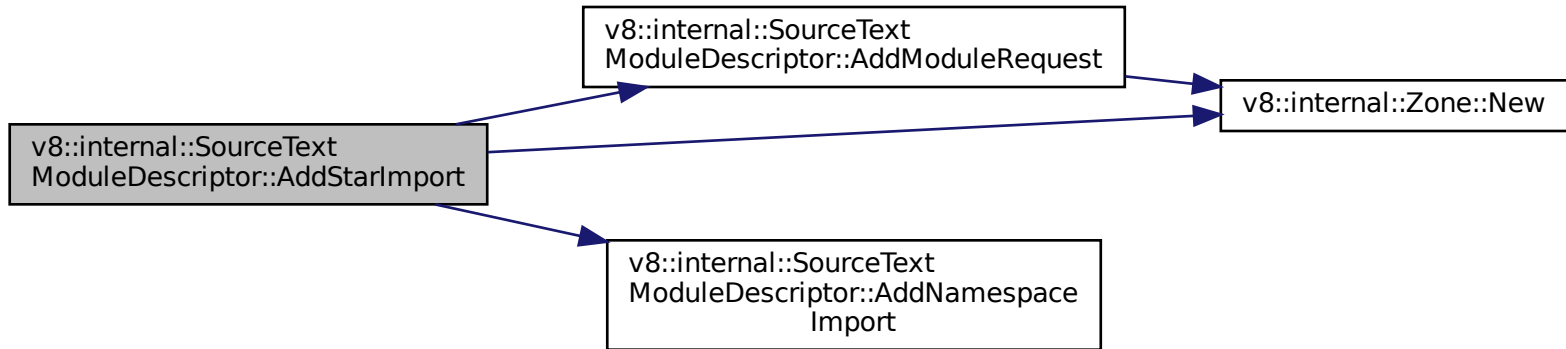 v8::internal::SourceText
ModuleDescriptor::AddStarImport
v8::internal::SourceText
ModuleDescriptor::AddModuleRequest
v8::internal::Zone::New
v8::internal::SourceText
ModuleDescriptor::AddNamespace
Import